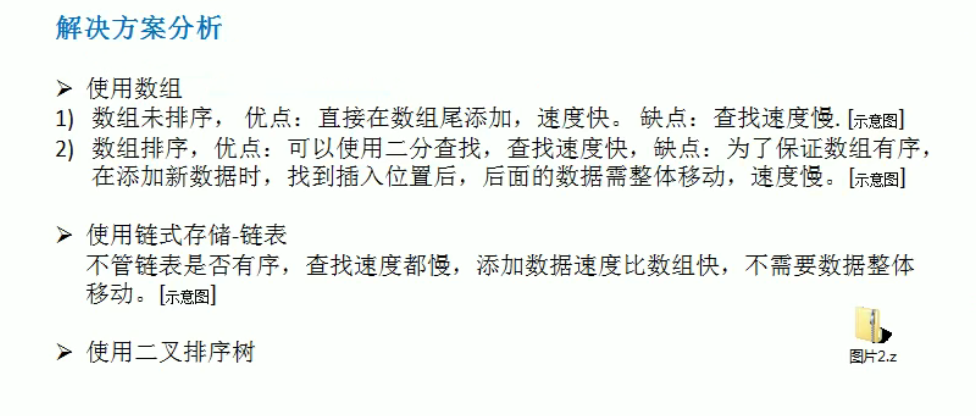 解决方案分析
➢ 使用数组
1) 数组未排序， 优点：直接在数组尾添加，速度快。 缺点：查找速度慢. [示意图]
2) 数组排序，优点：可以使用二分查找，查找速度快，缺点：为了保证数组有序，
在添加新数据时，找到插入位置后，后面的数据需整体移动，速度慢。[示意图]
➢ 使用链式存储-链表
不管链表是否有序，查找速度都慢，添加数据速度比数组快，不需要数据整体
移动。[示意图]
➢ 使用二叉排序树
图片2.z